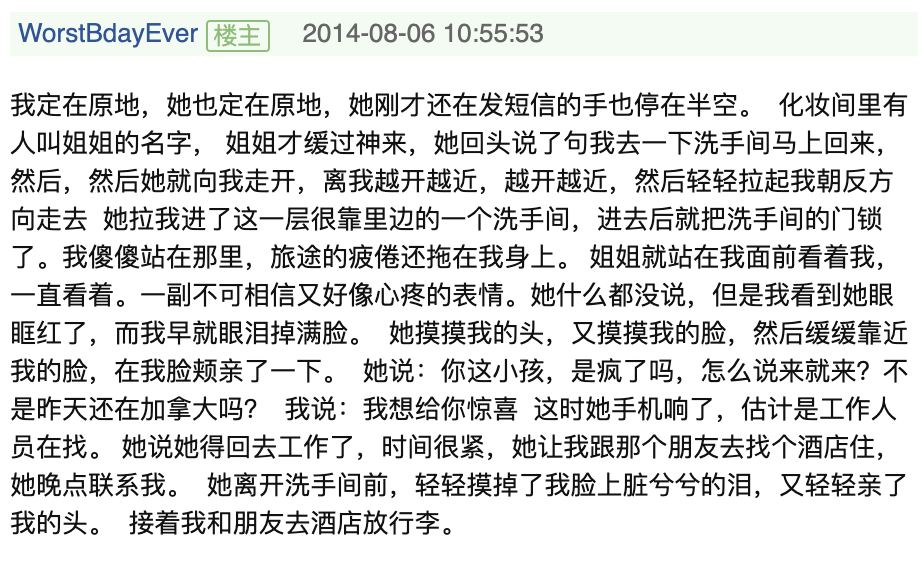 WorstBdayEver 楼主 2014-08-06 10:55:53
我定在原地，她也定在原地，她刚才还在发短信的手也停在半空。 化妆间里有
人叫姐姐的名字， 姐姐才缓过神来，她回头说了句我去一下洗手间马上回来，
然后，然后她就向我走开，离我越开越近，越开越近，然后轻轻拉起我朝反方
向走去 她拉我进了这一层很靠里边的一个洗手间，进去后就把洗手间的门锁
了。我傻傻站在那里，旅途的疲倦还拖在我身上。 姐姐就站在我面前看着我，
一直看着。一副不可相信又好像心疼的表情。她什么都没说，但是我看到她眼
眶红了，而我早就眼泪掉满脸。 她摸摸我的头，又摸摸我的脸，然后缓缓靠近
我的脸，在我脸颊亲了一下。 她说：你这小孩，是疯了吗，怎么说来就来？不
是昨天还在加拿大吗？ 我说：我想给你惊喜 这时她手机响了，估计是工作人
员在找。 她说她得回去工作了，时间很紧，她让我跟那个朋友去找个酒店住，
她晚点联系我。 她离开洗手间前，轻轻摸掉了我脸上脏兮兮的泪，又轻轻亲了
我的头。 接着我和朋友去酒店放行李。